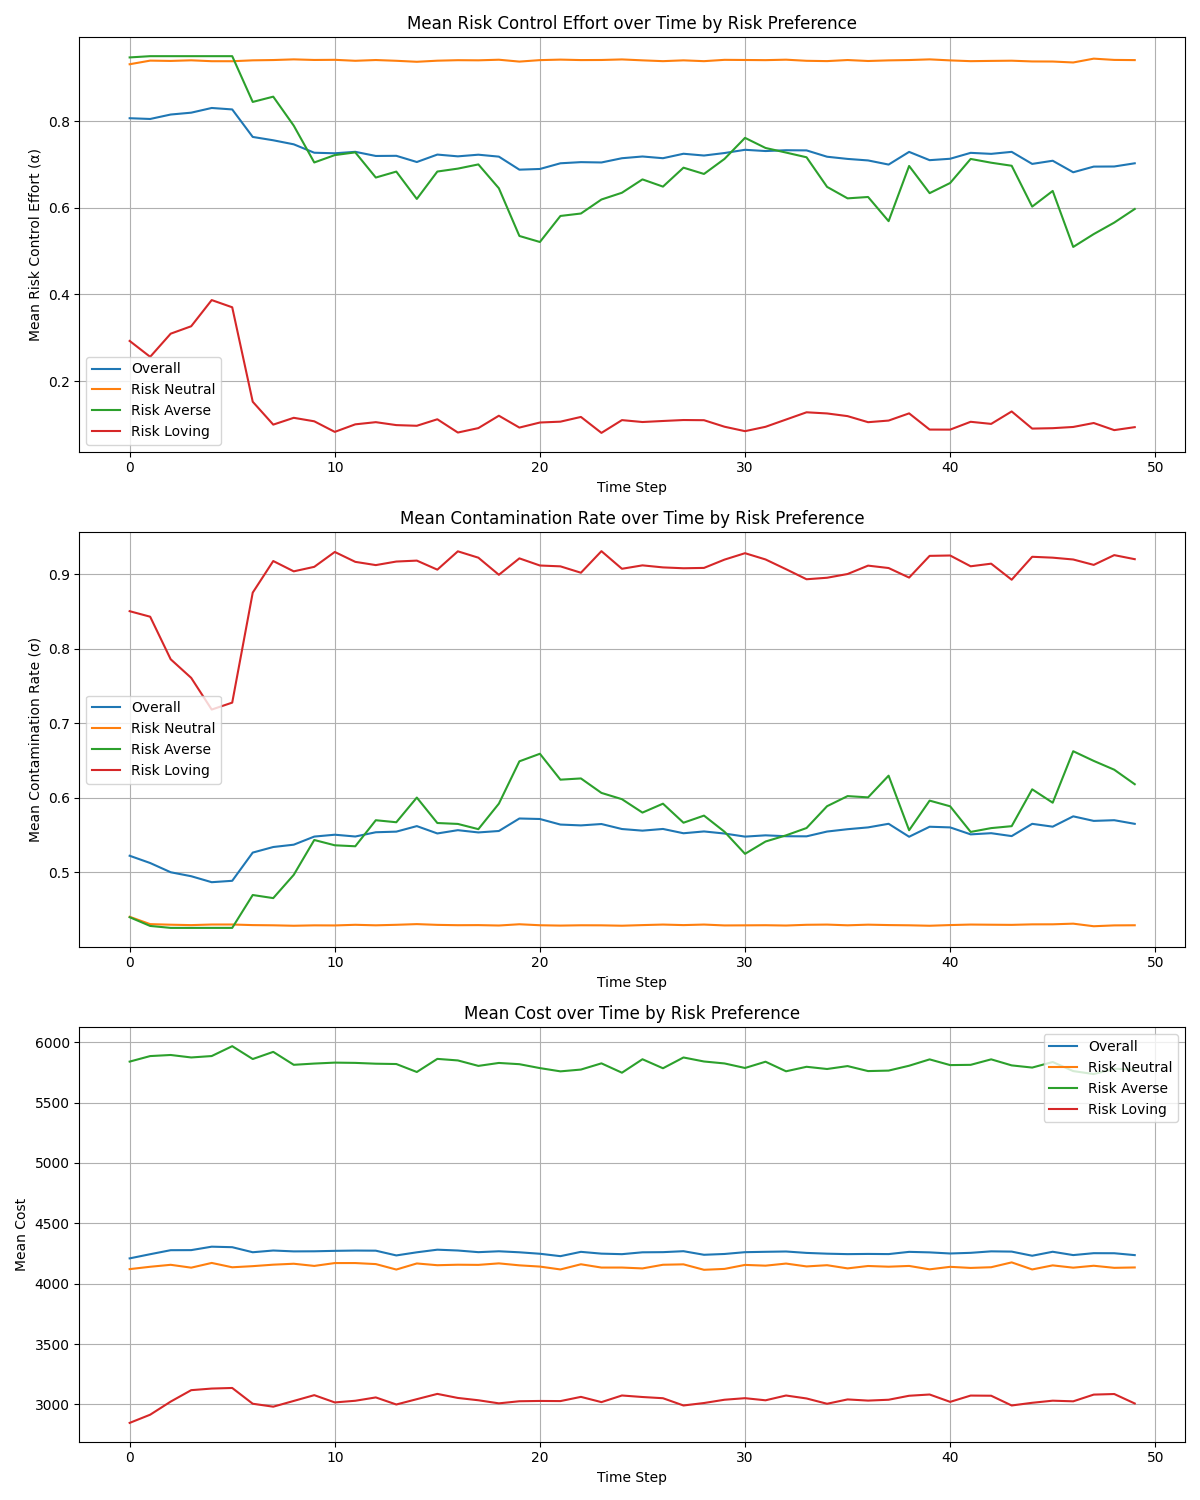 Mean Risk Control Effort over Time by Risk Preference
Mean Risk Control Effort (α)
0.8
0.6
0.4
0.2
Overall
Risk Neutral
Risk Averse
Risk Loving
0 10 20 30 40 50
Time Step
Mean Contamination Rate over Time by Risk Preference
Mean Contamination Rate (σ)
0.9
0.8
0.7
0.6
0.5
Overall
Risk Neutral
Risk Averse
Risk Loving
0 10 20 30 40 50
Time Step
Mean Cost over Time by Risk Preference
Mean Cost
6000
5500
5000
4500
4000
3500
3000
Overall
Risk Neutral
Risk Averse
Risk Loving
0 10 20 30 40 50
Time Step